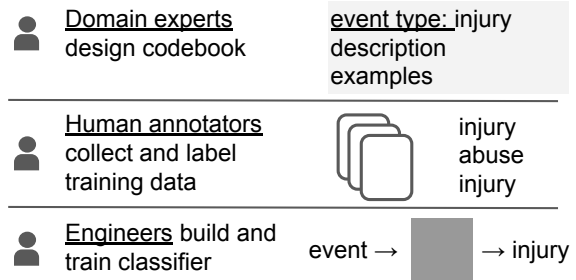 Domain experts
design codebook
event type: injury
description
examples
Human annotators
collect and label
training data
injury
abuse
injury
Engineers build and
train classifier
event → → injury